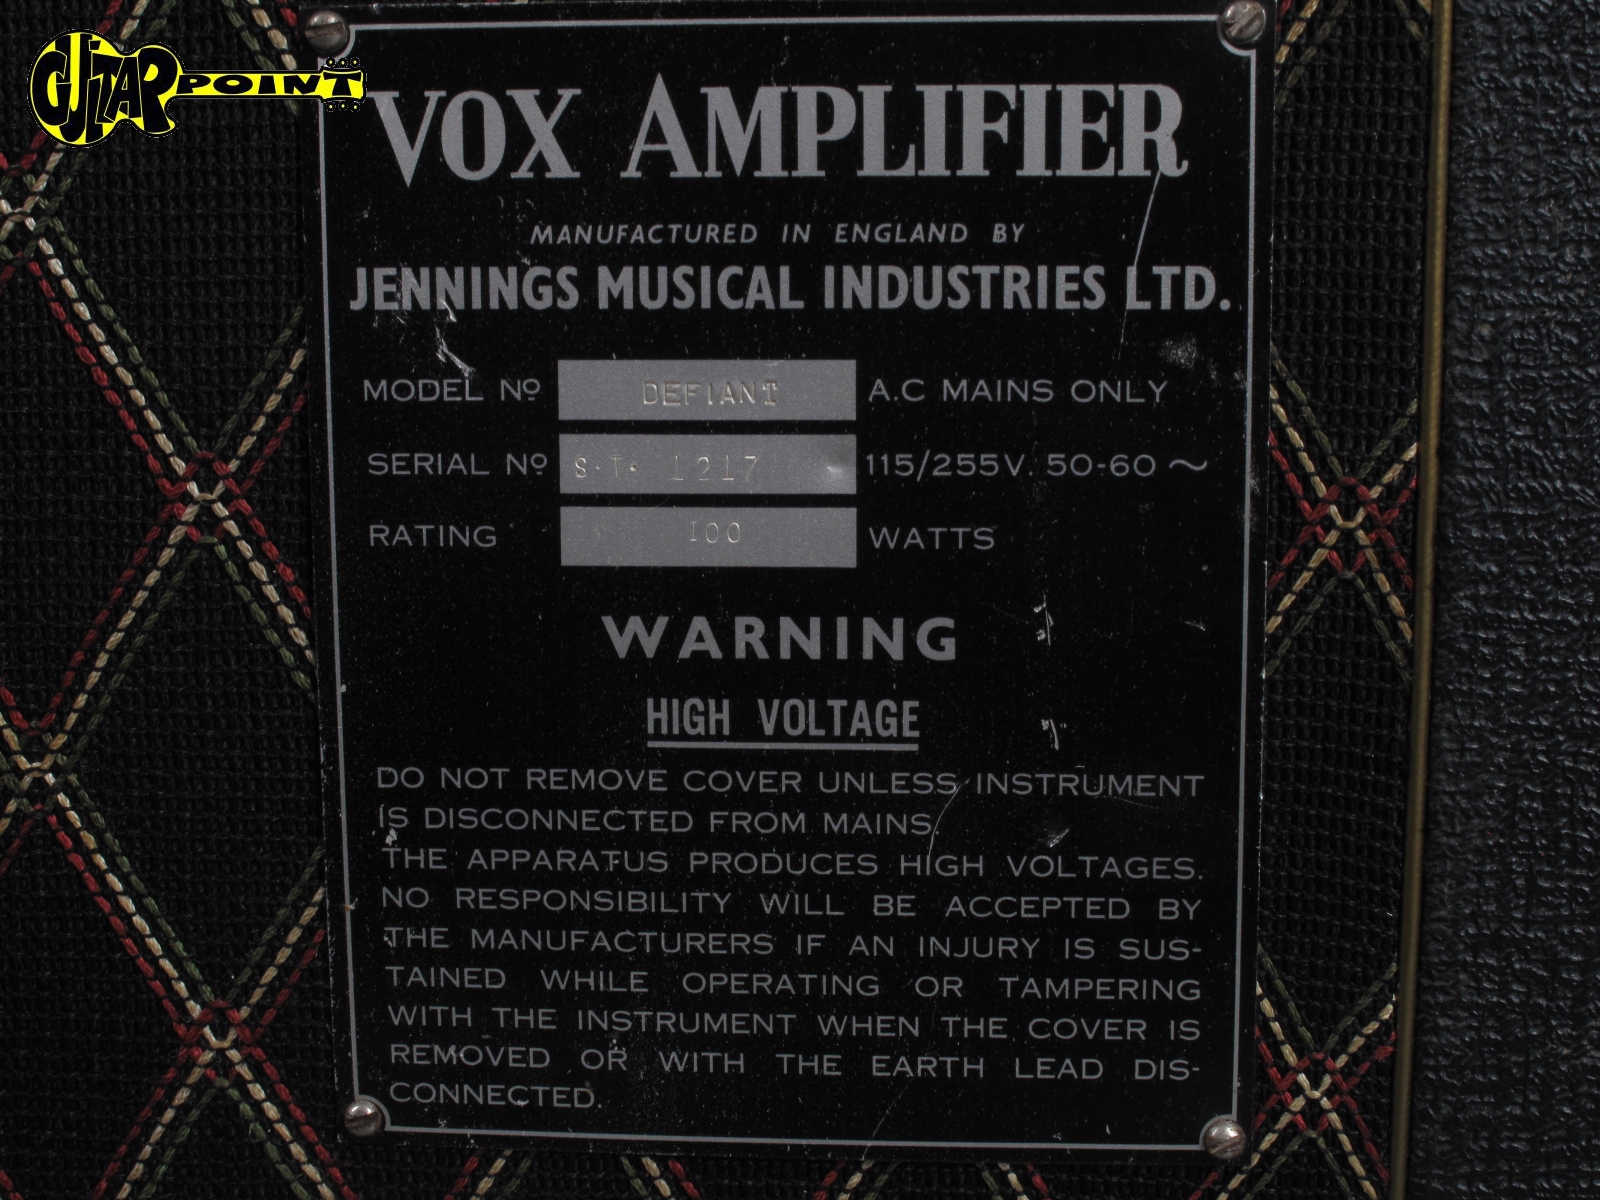 GUITAR POINT
VOX AMPLIFIER
MANUFACTURED IN ENGLAND BY
JENNINGS MUSICAL INDUSTRIES LTD.
MODEL Nº DEFIANT A.C MAINS ONLY
SERIAL Nº S.T. 1217 115/255V. 50-60 ~
RATING 100 WATTS
WARNING
HIGH VOLTAGE
DO NOT REMOVE COVER UNLESS INSTRUMENT
IS DISCONNECTED FROM MAINS.
THE APPARATUS PRODUCES HIGH VOLTAGES.
NO RESPONSIBILITY WILL BE ACCEPTED BY
THE MANUFACTURERS IF AN INJURY IS SUS-
TAINED WHILE OPERATING OR TAMPERING
WITH THE INSTRUMENT WHEN THE COVER IS
REMOVED OR WITH THE EARTH LEAD DIS-
CONNECTED.